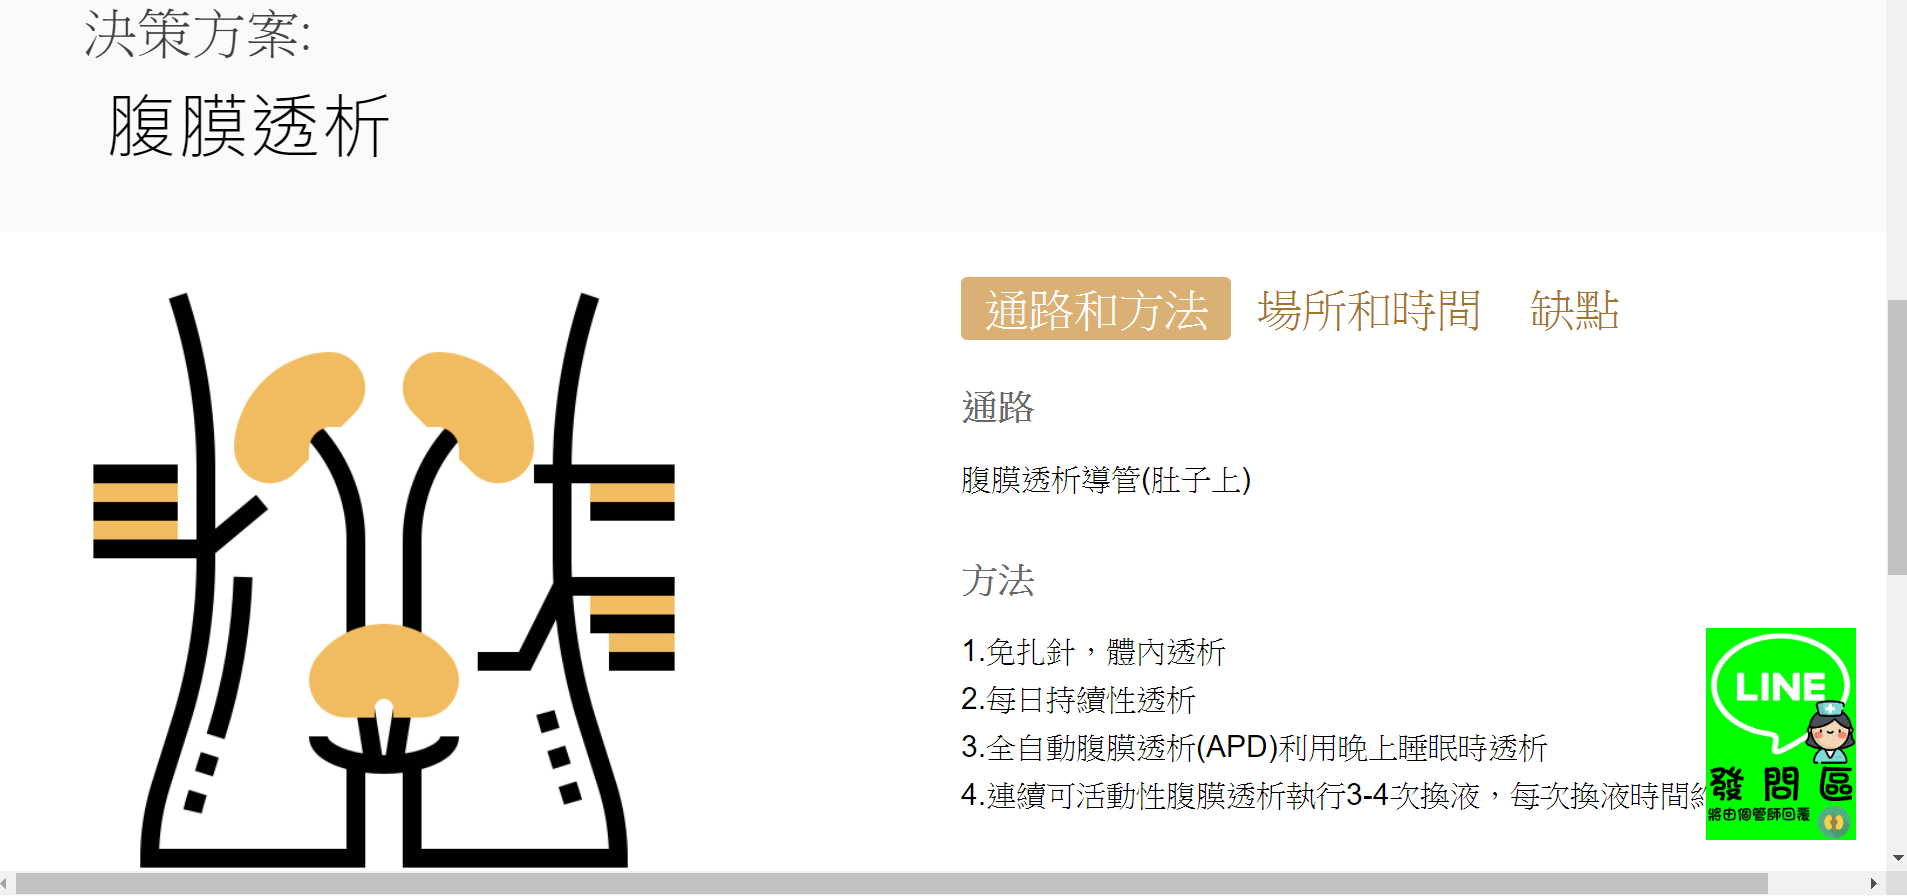 決策方案:
腹膜透析
通路和方法 場所和時間 缺點
通路
腹膜透析導管(肚子上)
方法
1.免扎針，體內透析
2.每日持續性透析
3.全自動腹膜透析(APD)利用晚上睡眠時透析
4.連續可活動性腹膜透析執行3-4次換液，每次換液時間
LINE
發問區
將由個管師回覆